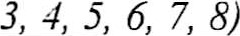 3, 4, 5, 6, 7, 8)